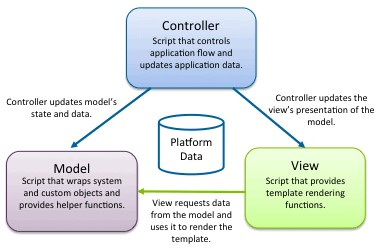 Controller
Script that controls
application flow and
updates application data.
Controller updates model's
state and data.
Controller updates the
view's presentation of the
model.
Platform
Data
Model
Script that wraps system
and custom objects and
provides helper functions.
View
Script that provides
template rendering
functions.
View requests data
from the model and
uses it to render the
template.